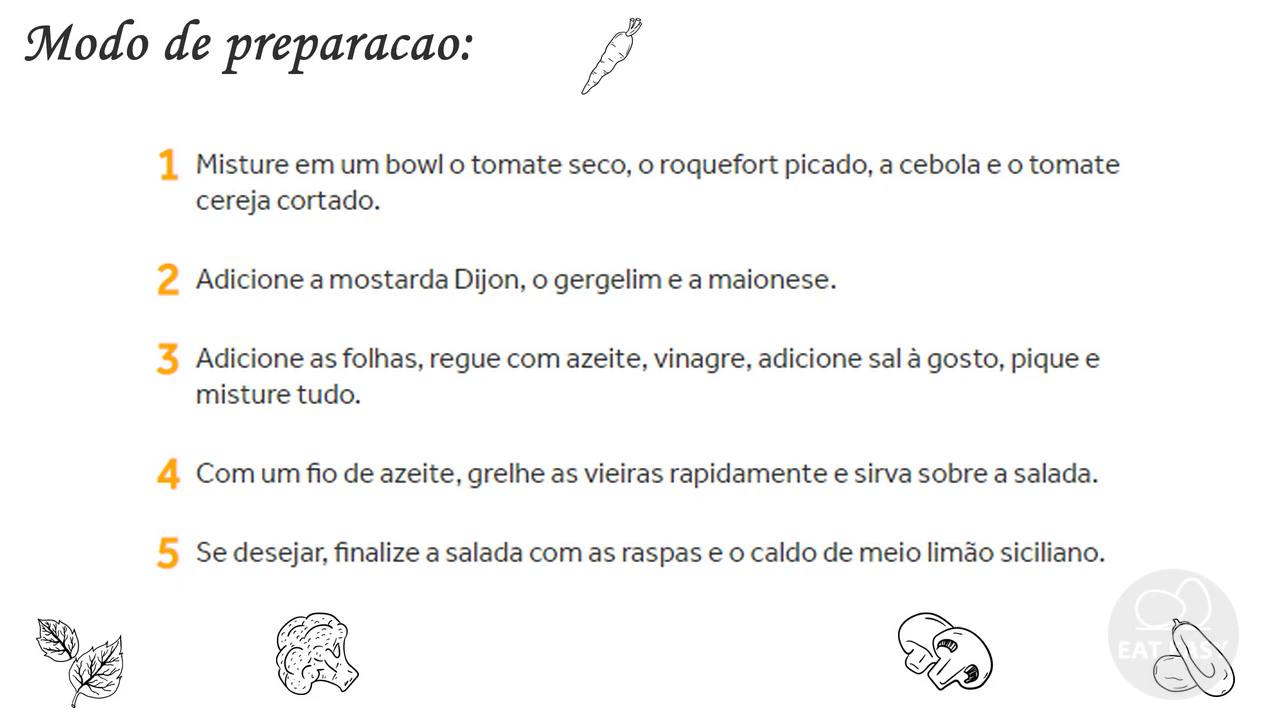 Modo de preparacao:
1 Misture em um bowl o tomate seco, o roquefort picado, a cebola e o tomate
cereja cortado.
2 Adicione a mostarda Dijon, o gergelim e a maionese.
3 Adicione as folhas, regue com azeite, vinagre, adicione sal à gosto, pique e
misture tudo.
4 Com um fio de azeite, grelhe as vieiras rapidamente e sirva sobre a salada.
5 Se desejar, finalize a salada com as raspas e o caldo de meio limão siciliano.
EAT EASY